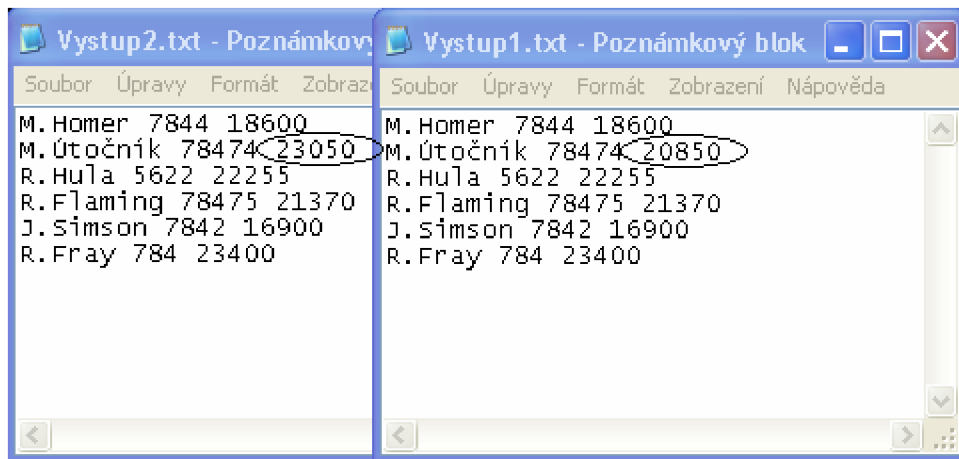 Vystup2.txt - Poznámkový
Soubor Úpravy Formát Zobraze
M.Homer 7844 18600
M.Útočník 78474 23050
R.Hula 5622 22255
R.Flaming 78475 21370
J.Simson 7842 16900
R.Fray 784 23400
Vystup1.txt - Poznámkový blok
Soubor Úpravy Formát Zobrazení Nápověda
M.Homer 7844 18600
M.Útočník 78474 20850
R.Hula 5622 22255
R.Flaming 78475 21370
J.Simson 7842 16900
R.Fray 784 23400